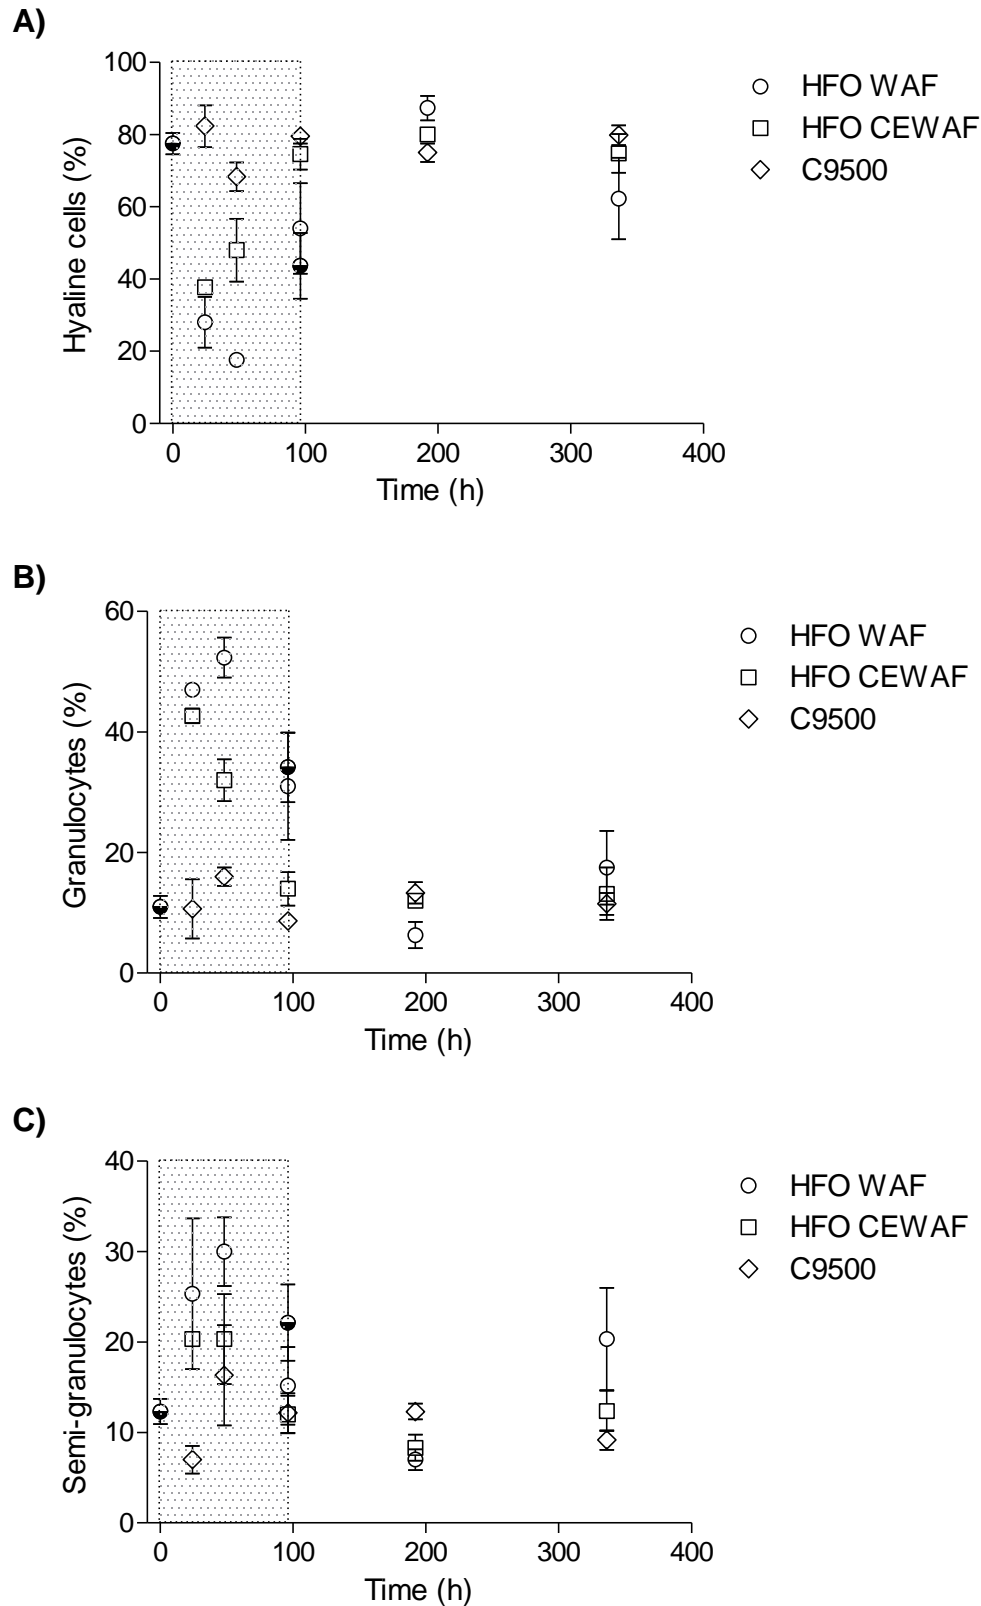 A)
100
80
60
40
20
0
Hyaline cells (%)
0 100 200 300 400
Time (h)
HFO WAF
HFO CEWAF
C9500
B)
60
40
20
0
Granulocytes (%)
0 100 200 300 400
Time (h)
HFO WAF
HFO CEWAF
C9500
C)
40
30
20
10
0
Semi-granulocytes (%)
0 100 200 300 400
Time (h)
HFO WAF
HFO CEWAF
C9500